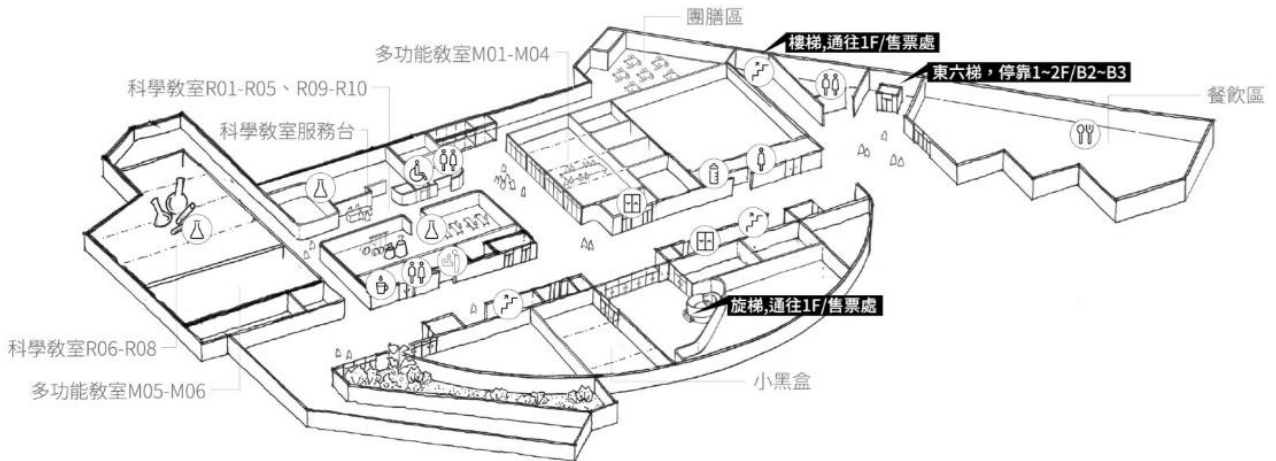 團膳區
樓梯,通往1F/售票處
多功能教室M01-M04
東六梯，停靠1~2F/B2~B3
科學教室R01-R05、R09-R10
餐飲區
科學教室服務台
旋梯,通往1F/售票處
科學教室R06-R08
小黑盒
多功能教室M05-M06